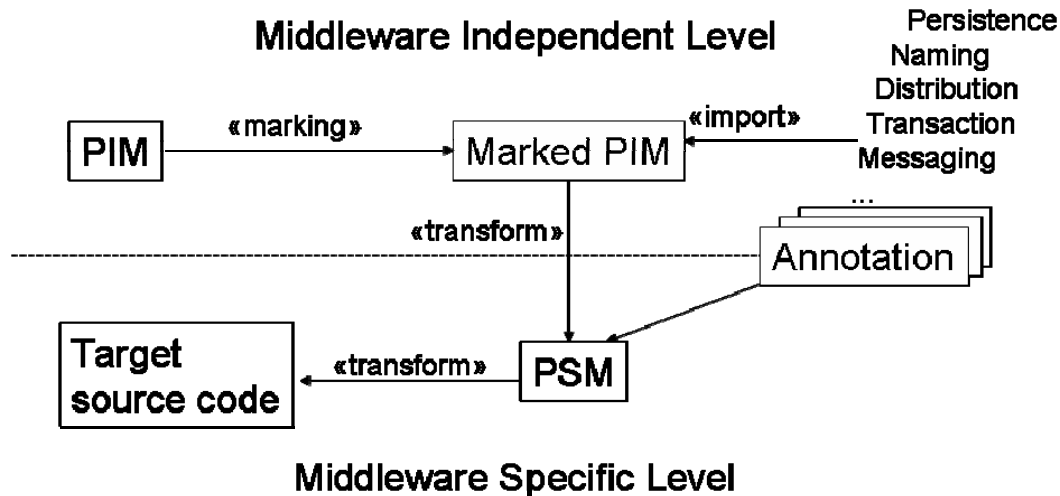 Middleware Independent Level
Persistence
Naming
Distribution
Transaction
Messaging
...
PIM
«marking»
Marked PIM
«import»
«transform»
Annotation
Target
source code
«transform»
PSM
Middleware Specific Level